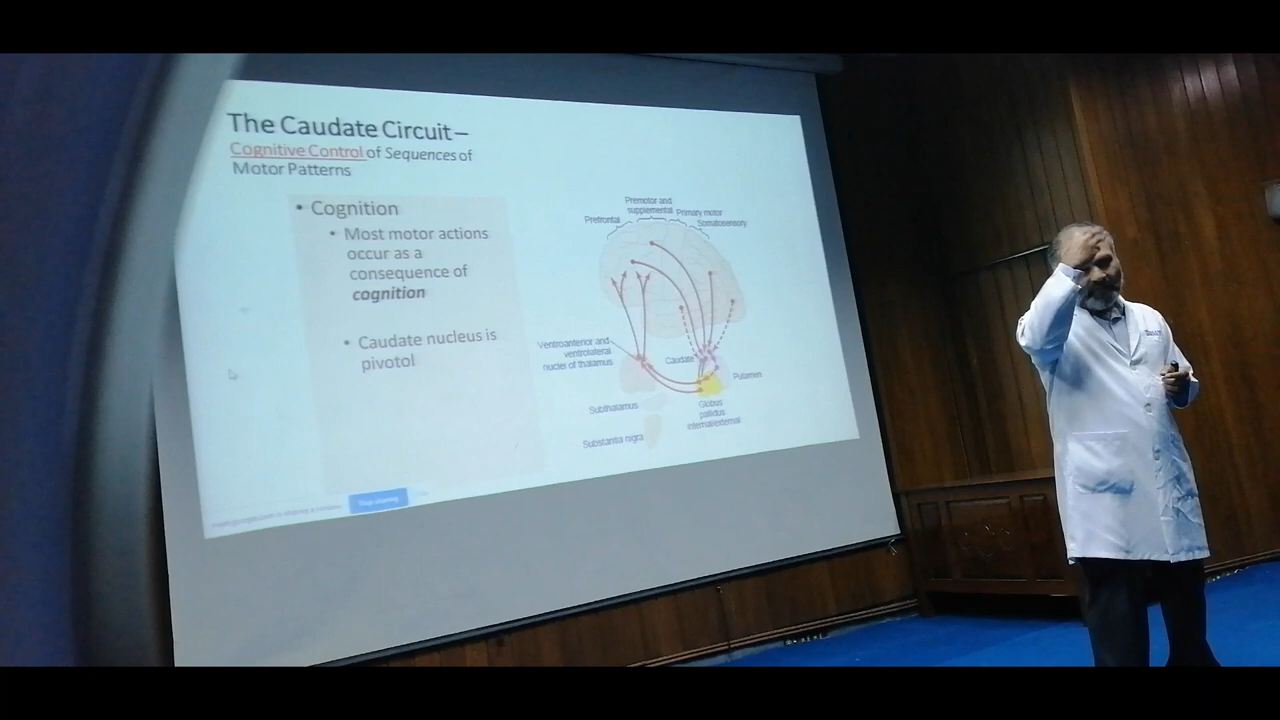 The Caudate Circuit –
Cognitive Control of Sequences of
Motor Patterns
• Cognition
• Most motor actions
occur as a
consequence of
cognition
• Caudate nucleus is
pivotol
Premotor and
supplemental
Primary motor
Prefrontal
Somatosensory
Ventroanterior and
ventrolateral
nuclei of thalamus
Caudate
Putamen
Subthalamus
Globus
pallidus
internal/external
Substantia nigra
Stop sharing